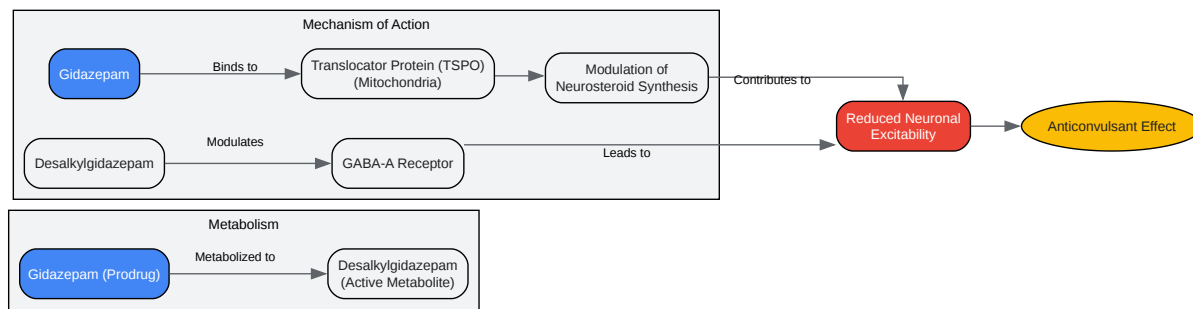 Mechanism of Action
Gidazepam
Binds to
Translocator Protein (TSPO)
(Mitochondria)
Modulation of
Neurosteroid Synthesis
Contributes to
Reduced Neuronal
Excitability
Anticonvulsant Effect
Desalkylgidazepam
Modulates
GABA-A Receptor
Leads to
Metabolism
Gidazepam (Prodrug)
Metabolized to
Desalkylgidazepam
(Active Metabolite)